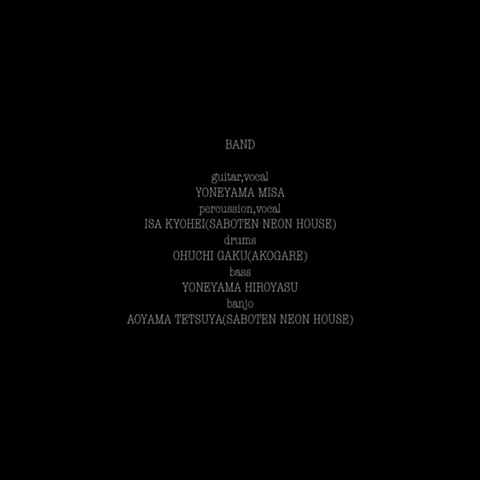 BAND
guitar,vocal
YONEYAMA MISA
percussion,vocal
ISA KYOHEI(SABOTEN NEON HOUSE)
drums
OHUCHI GAKU(AKOGARE)
bass
YONEYAMA HIROYASU
banjo
AOYAMA TETSUYA(SABOTEN NEON HOUSE)